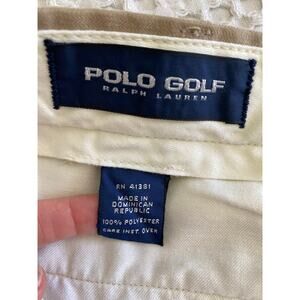 POLO GOLF
RALPH LAUREN
RN 41381
MADE IN
DOMINICAN
REPUBLIC
100% POLYESTER
CARE INST. OVER